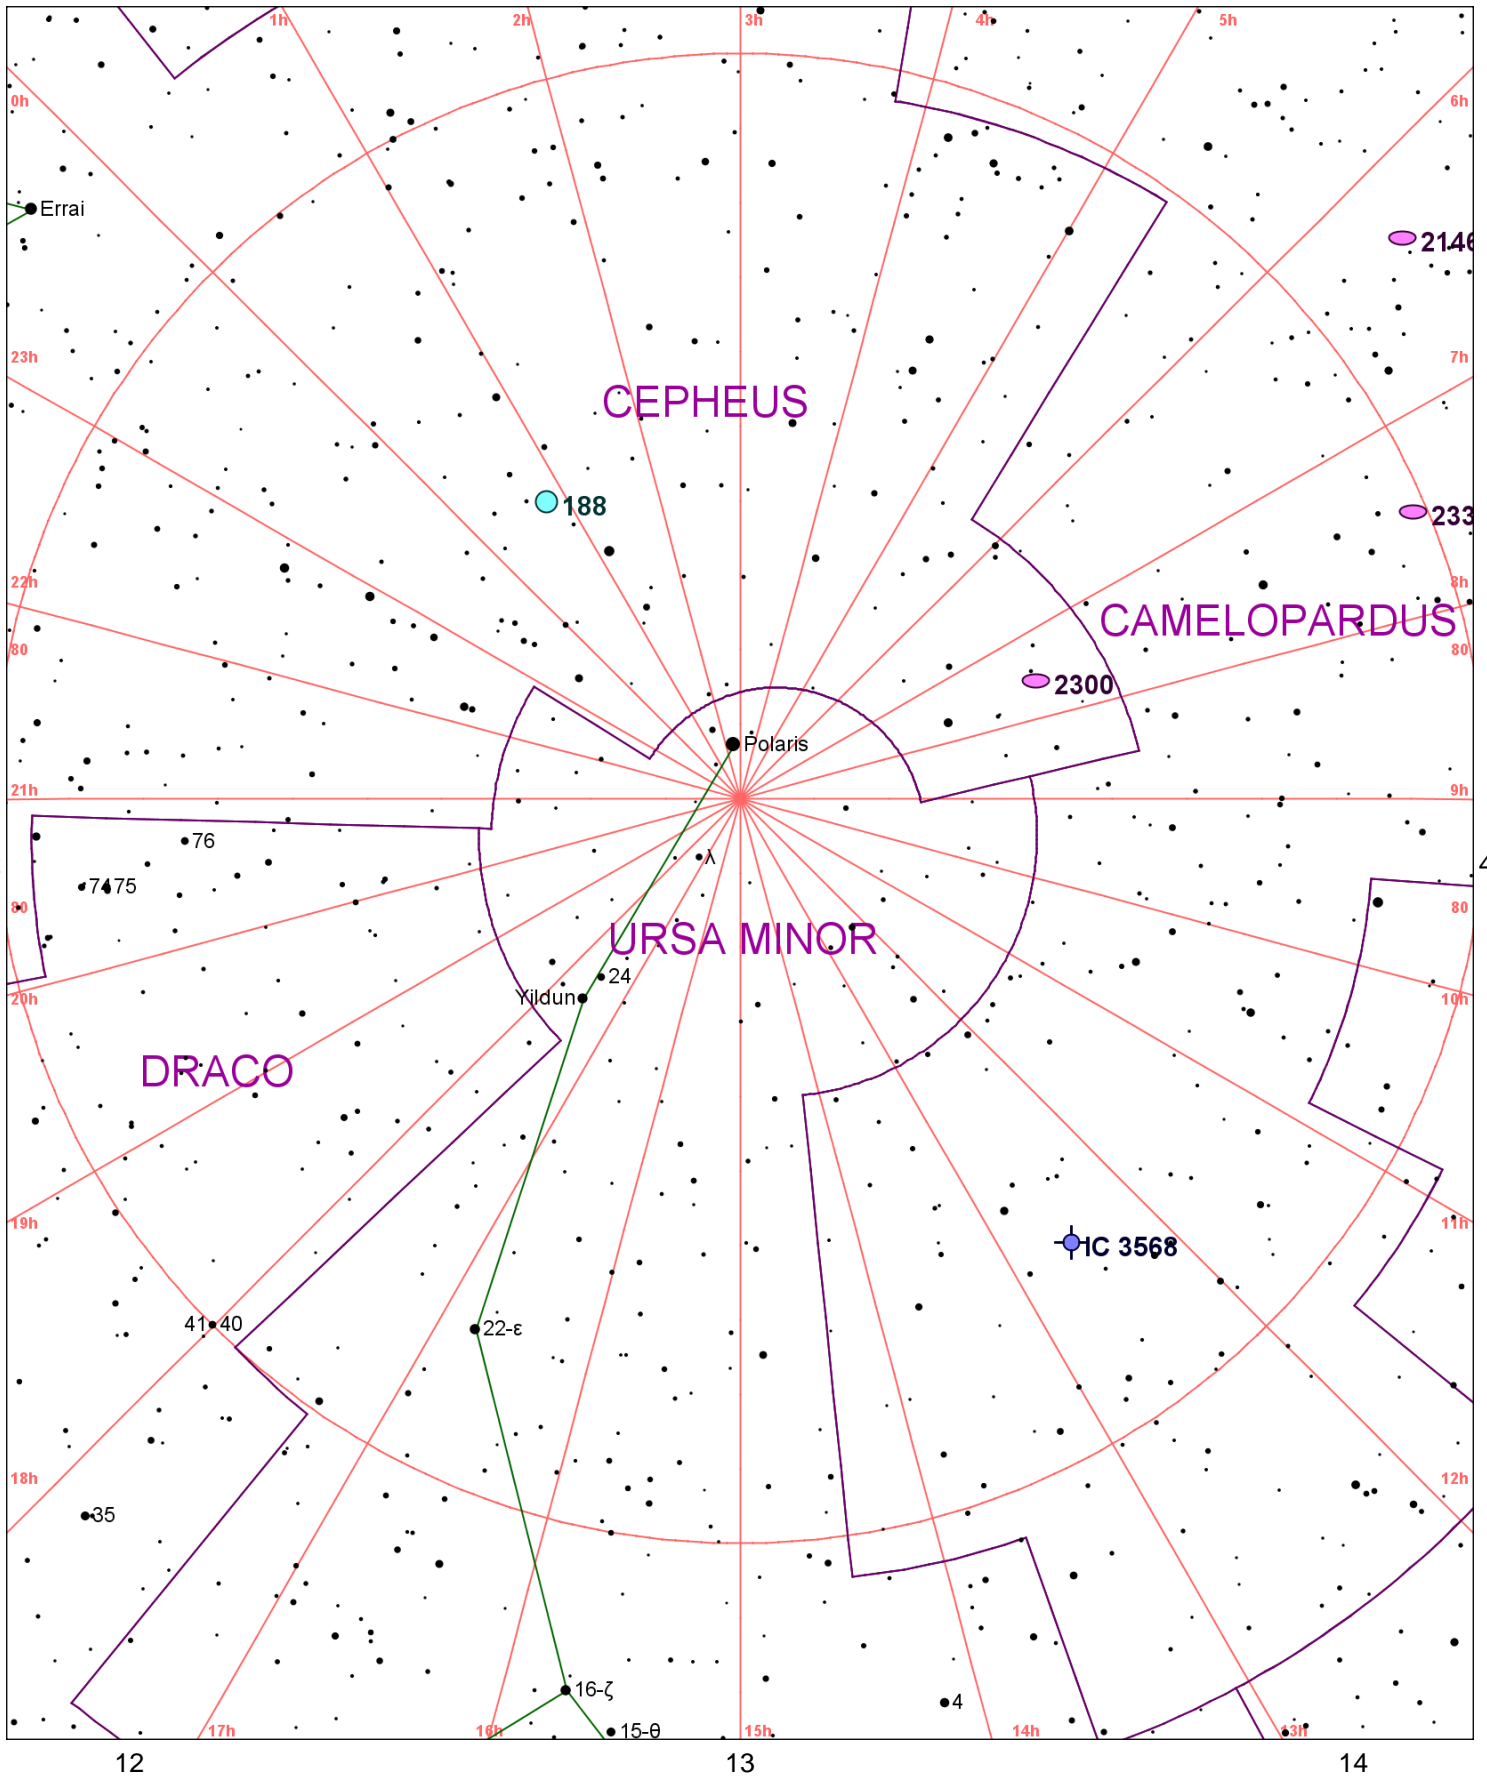 1h 2h 3h 4h 5h
0h 6h
Errai
2146
23h 7h
CEPHEUS
188
233
22h 8h
CAMELOPARDUS
80 80
2300
Polaris
21h 9h
76
λ
7475
80 80
URSA MINOR
24
Yildun
20h 10h
DRACO
19h 11h
IC 3568
41 40
22-ε
18h 12h
35
16-ζ
4
17h 16h 15-θ 15h 14h 13h
12 13 14